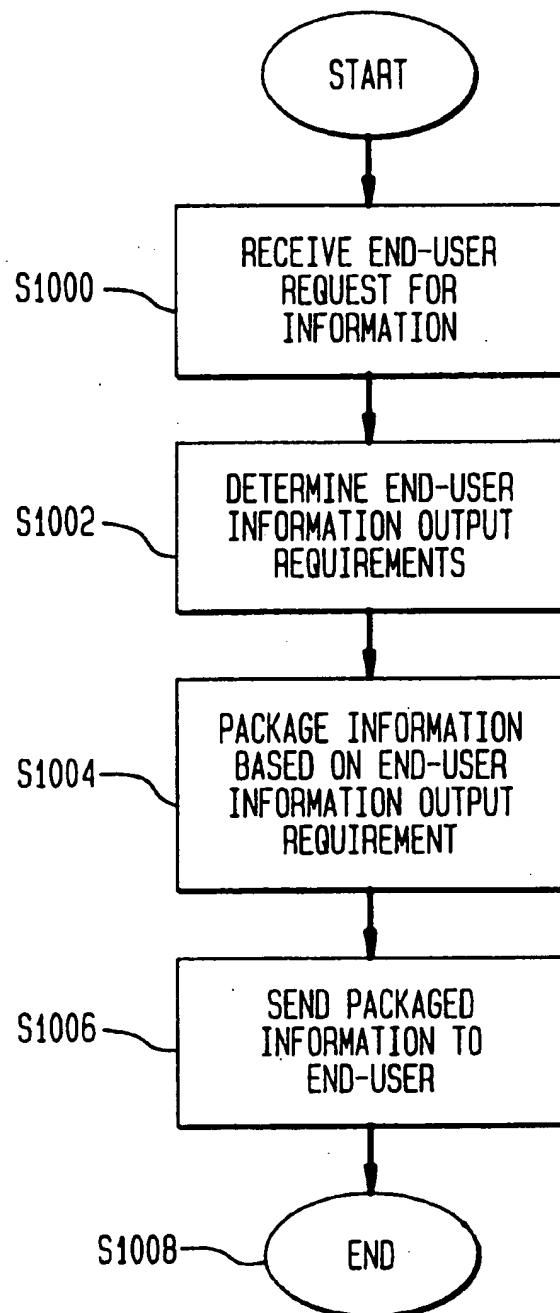 START
S1000
RECEIVE END-USER
REQUEST FOR
INFORMATION
S1002
DETERMINE END-USER
INFORMATION OUTPUT
REQUIREMENTS
S1004
PACKAGE INFORMATION
BASED ON END-USER
INFORMATION OUTPUT
REQUIREMENT
S1006
SEND PACKAGED
INFORMATION TO
END-USER
S1008
END